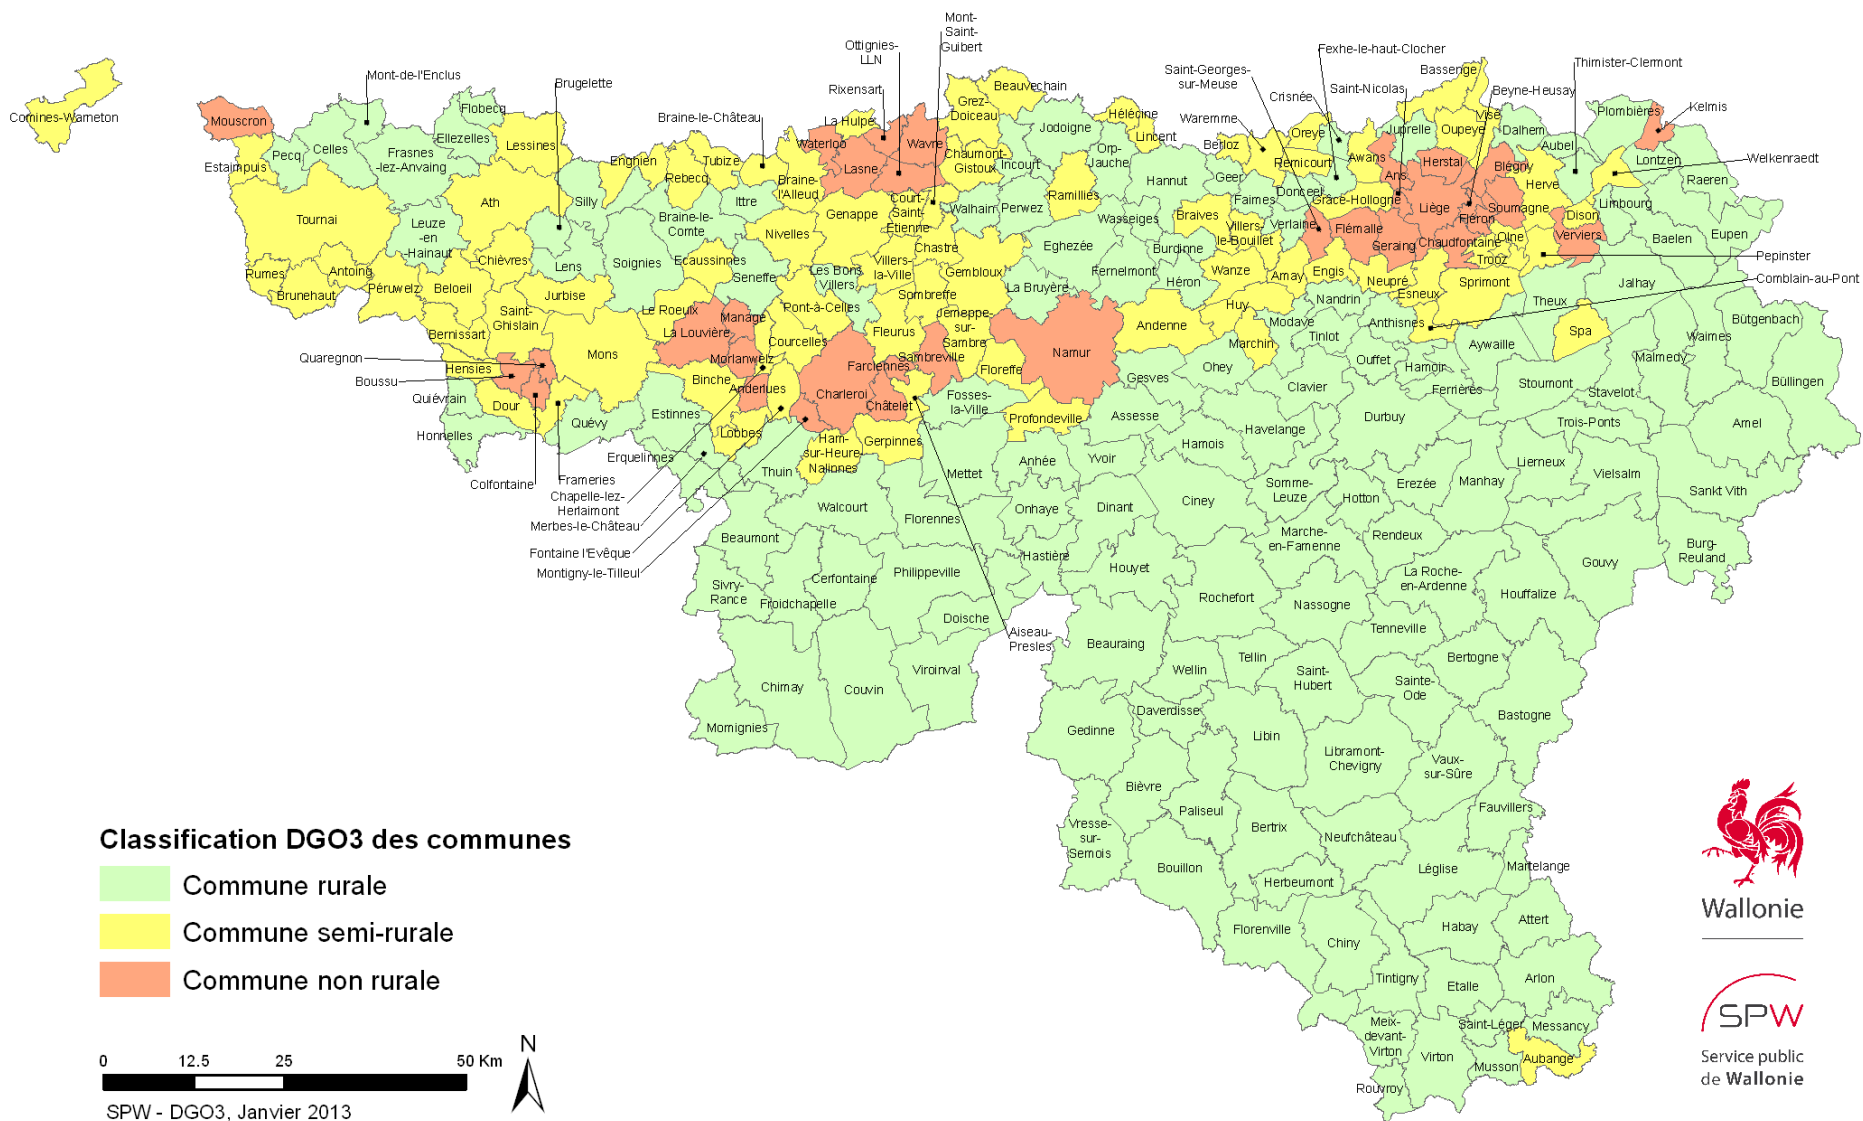 Mont-
Saint-
Guibert
Ottignies-
LLN
Fexhe-le-haut-Clocher
Mont-de-l'Enclus
Brugelette
Rixensart
Saint-Georges-
sur-Meuse
Bassenge
Thimister-Clermont
Crisnée
Saint-Nicolas
Beyne-Heusay
Comines-Warneton
Mouscron
Flobecq
Braine-le-Château
La Hulpe
Beauvechain
Grez-
Doiceau
Waremme
Hélécine
Visé
Plombières
Kelmis
Ellezelles
Lessines
Estaimpuis
Pecq
Celles
Frasnes
-lez-Anvaing
Enghien
Tubize
Rebecq
Waterloo
Wavre
Lasne
Jodoigne
Lincent
Orp-
Jauche
Berloz
Oreye
Remicourt
Juprelle
Oupeye
Dalhem
Aubel
Lontzen
Welkenraedt
Awans
Herstal
Blégny
Herve
Chaumont-
Gistoux
Incourt
Hannut
Geer
Donceel
Ans
Raeren
Limbourg
Tournai
Ath
Silly
Braine-
l'Alleud
Ittre
Braine-le-
Comte
Court-
Saint-
Etienne
Ramillies
Walhain
Perwez
Wasseiges
Faimes
Grâce-Hollogne
Liège
Fléron
Soumagne
Dison
Verviers
Leuze
-en
-Hainaut
Genappe
Braives
Villers-
le-Bouillet
Verlaine
Flémalle
Seraing
Chaudfontaine
Olne
Trooz
Baelen
Eupen
Pepinster
Chièvres
Lens
Soignies
Ecaussinnes
Nivelles
Chastre
Eghezée
Burdinne
Rumes
Antoing
Brunehaut
Péruwelz
Beloeil
Jurbise
Seneffe
Les Bons
Villers
Villers-
la-Ville
Gembloux
Fernelmont
Héron
Wanze
Amay
Engis
Neupré
Esneux
Sprimont
Comblain-au-Pont
Jalhay
Theux
Sombreffe
La Bruyère
Huy
Nandrin
Bernissart
Saint-
Ghislain
Le Roeulx
Manage
Pont-à-Celles
Jemeppe-
sur-
Sambre
Andenne
Modave
Tinlot
Anthisnes
Spa
Waimes
Bütgenbach
La Louvière
Courcelles
Fleurus
Marchin
Aywaille
Quaregnon
Boussu
Hensies
Mons
Morlanwelz
Farciennes
Sambreville
Floreffe
Namur
Ohey
Ouffet
Hamoir
Ferrières
Malmedy
Stoumont
Stavelot
Büllingen
Quiévrain
Dour
Binche
Anderlues
Charleroi
Châtelet
Gesves
Clavier
Honnelles
Quévy
Estinnes
Lobbes
Fosses-
la-Ville
Profondeville
Assesse
Havelange
Durbuy
Trois-Ponts
Amel
Erquelinnes
Ham-
sur-Heure-
Nalinnes
Gerpinnes
Hamois
Colfontaine
Frameries
Chapelle-lez-
Herlaimont
Merbes-le-Château
Fontaine l'Evêque
Montigny-le-Tilleul
Thuin
Mettet
Anhée
Yvoir
Lierneux
Vielsalm
Sankt Vith
Somme-
Leuze
Hotton
Erezée
Manhay
Walcourt
Florennes
Onhaye
Dinant
Ciney
Marche-
en-Famenne
Rendeux
Beaumont
Hastière
Houyet
Burg-
Reuland
Gouvy
Sivry-
Rance
Cerfontaine
Philippeville
Froidchapelle
Rochefort
Nassogne
La Roche-
en-Ardenne
Houffalize
Doische
Aiseau-
Presles
Beauraing
Tenneville
Chimay
Couvin
Viroinval
Wellin
Tellin
Saint-
Hubert
Bertogne
Sainte-
Ode
Momignies
Daverdisse
Gedinne
Libin
Bastogne
Libramont-
Chevigny
Vaux-
sur-Sûre
Bièvre
Paliseul
Fauvillers
Vresse-
sur-
Semois
Bertrix
Neufchâteau
Bouillon
Herbeumont
Léglise
Martelange
Florenville
Chiny
Habay
Attert
Tintigny
Etalle
Arlon
Meix-
devant-
Virton
Saint-Léger
Messancy
Virton
Musson
Aubange
Rouvroy
Classification DGO3 des communes
Commune rurale
Commune semi-rurale
Commune non rurale
0 12.5 25 50 Km
N
SPW - DGO3, Janvier 2013
Wallonie
SPW
Service public
de Wallonie